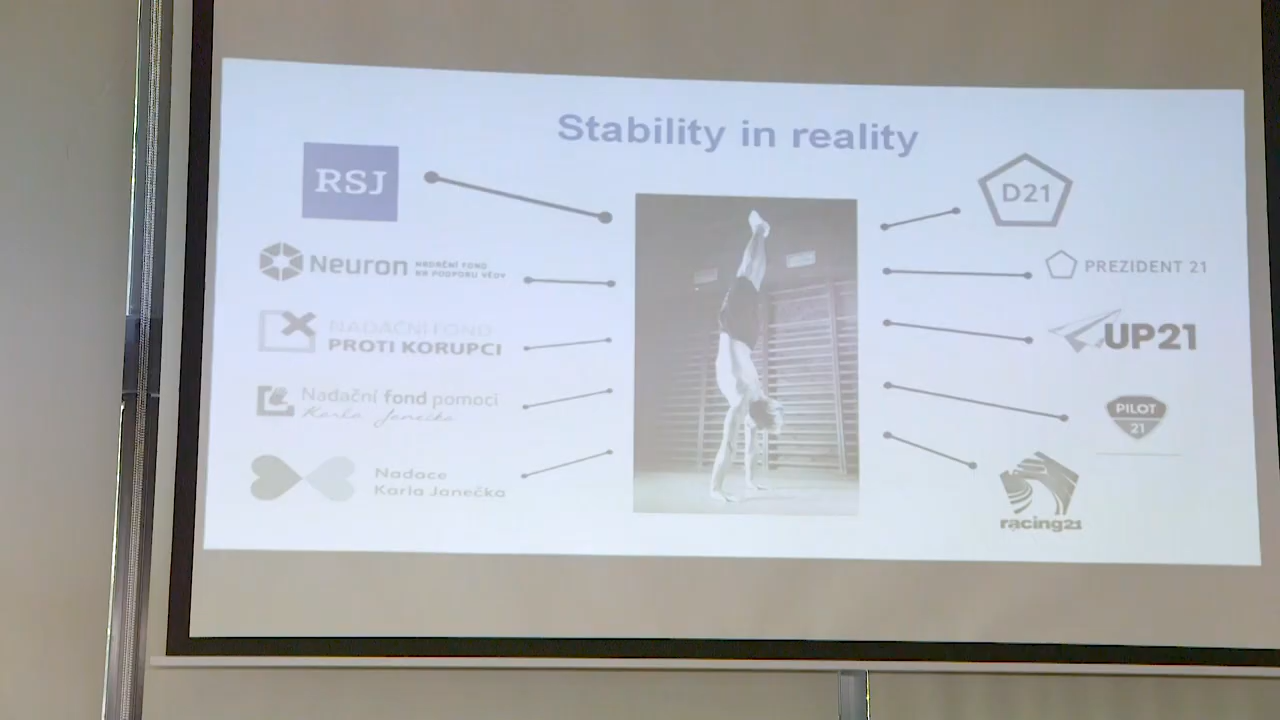 Stability in reality
RSJ
Neuron
NADAČNÍ FOND
NA PODPORU VĚDY
NADAČNÍ FOND
PROTI KORUPCI
Nadační fond pomoci
Karla Janečka
Nadace
Karla Janečka
D21
PREZIDENT 21
UP21
PILOT
21
racing21